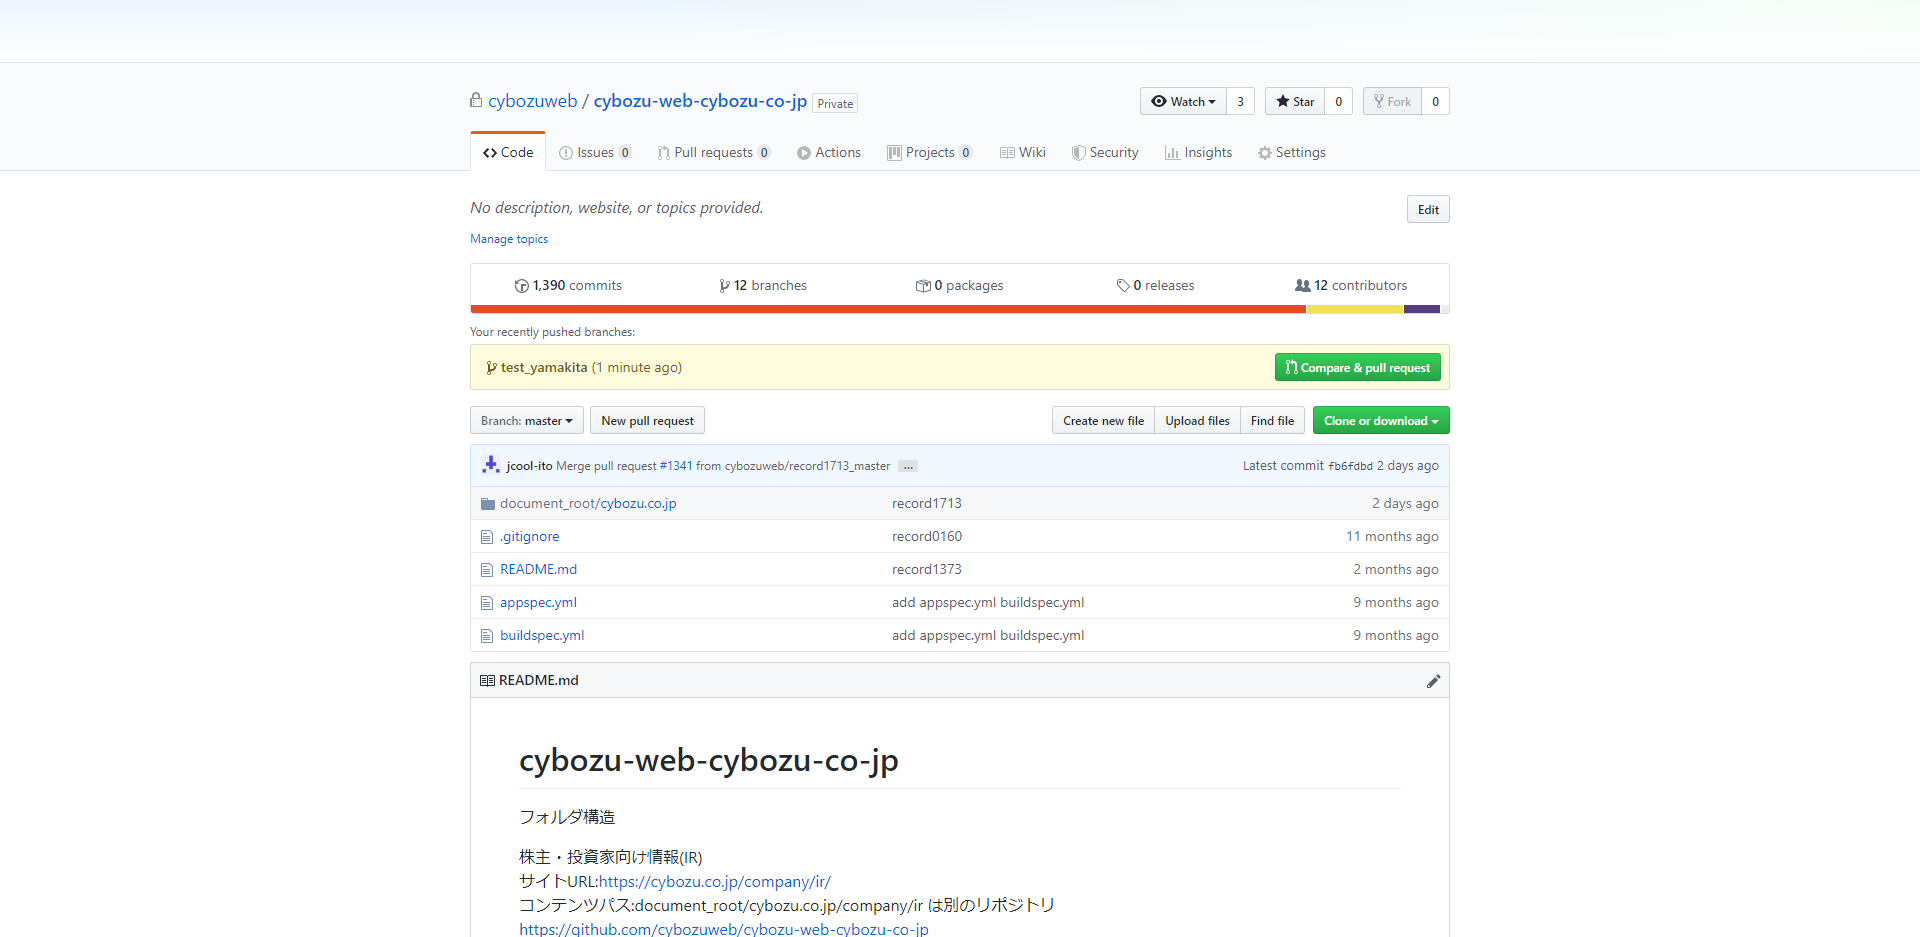 cybozuweb / cybozu-web-cybozu-co-jp Private
Watch 3 Star 0 Fork 0
Code Issues 0 Pull requests 0 Actions Projects 0 Wiki Security Insights Settings
No description, website, or topics provided.
Edit
Manage topics
1,390 commits 12 branches 0 packages 0 releases 12 contributors
Your recently pushed branches:
test_yamakita (1 minute ago) Compare & pull request
Branch: master New pull request Create new file Upload files Find file Clone or download
jcool-ito Merge pull request #1341 from cybozuweb/record1713_master ... Latest commit fb6fdbd 2 days ago
document_root/cybozu.co.jp record1713 2 days ago
.gitignore record0160 11 months ago
README.md record1373 2 months ago
appspec.yml add appspec.yml buildspec.yml 9 months ago
buildspec.yml add appspec.yml buildspec.yml 9 months ago
README.md
cybozu-web-cybozu-co-jp
フォルダ構造
株主・投資家向け情報(IR)
サイトURL:https://cybozu.co.jp/company/ir/
コンテンツパス:document_root/cybozu.co.jp/company/ir は別のリポジトリ
https://github.com/cybozuweb/cybozu-web-cybozu-co-jp